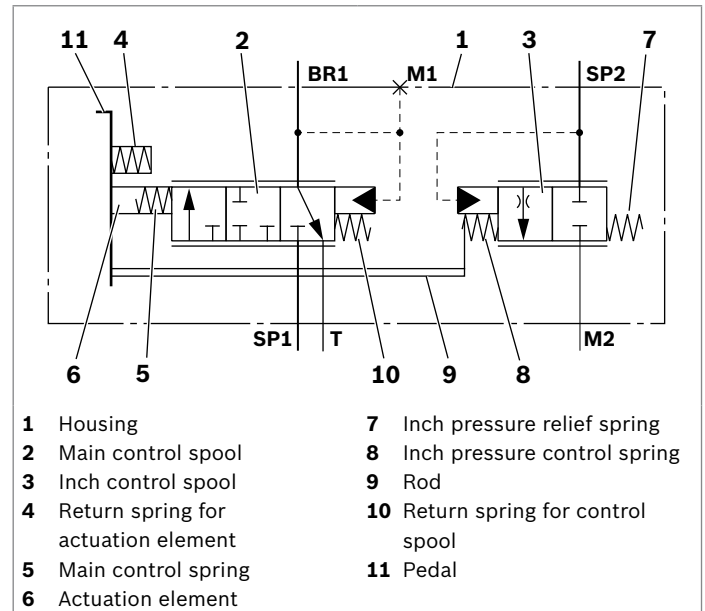 11 4 2 1 3 7
BR1 M1 SP2
SP1 T M2
6 5 10 9 8
1 Housing
2 Main control spool
3 Inch control spool
4 Return spring for
actuation element
5 Main control spring
6 Actuation element
7 Inch pressure relief spring
8 Inch pressure control spring
9 Rod
10 Return spring for control
spool
11 Pedal